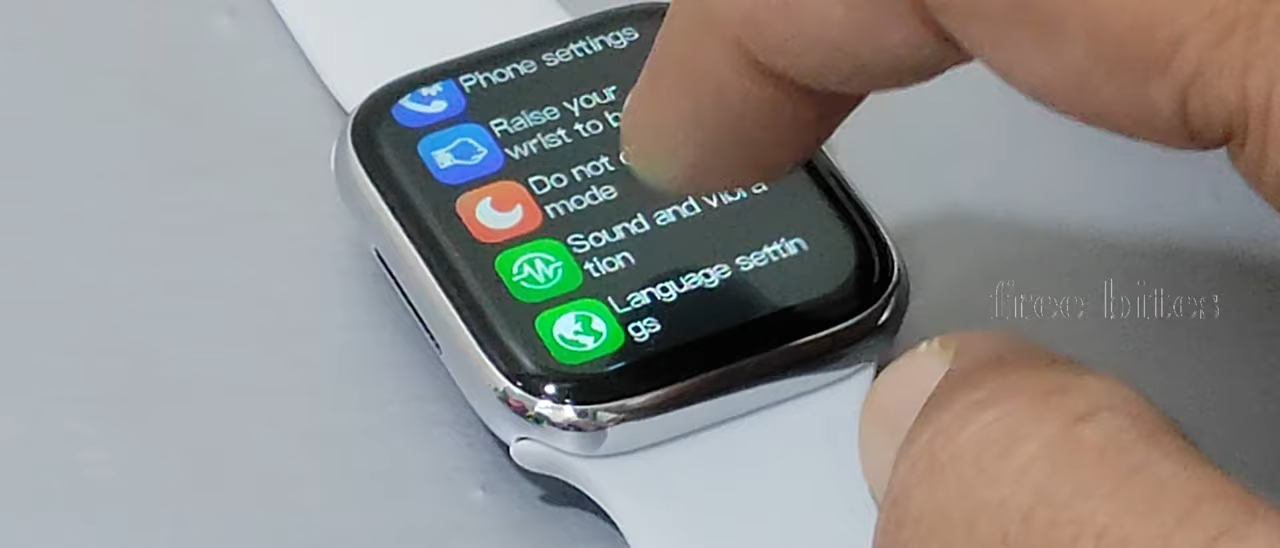 Phone settings
Raise your
wrist to
Do not
mode
Sound and vibra
tion
Language settin
gs
free bites